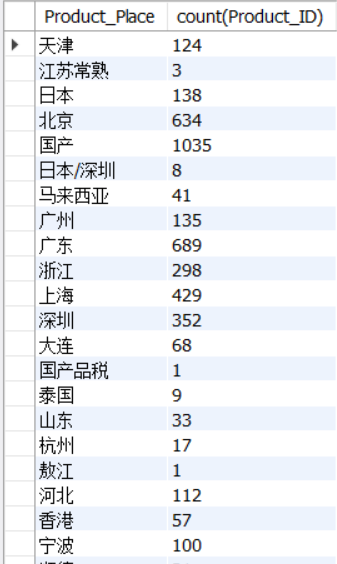 Product_Place count(Product_ID)
天津 124
江苏常熟 3
日本 138
北京 634
国产 1035
日本/深圳 8
马来西亚 41
广州 135
广东 689
浙江 298
上海 429
深圳 352
大连 68
国产品税 1
泰国 9
山东 33
杭州 17
敖江 1
河北 112
香港 57
宁波 100